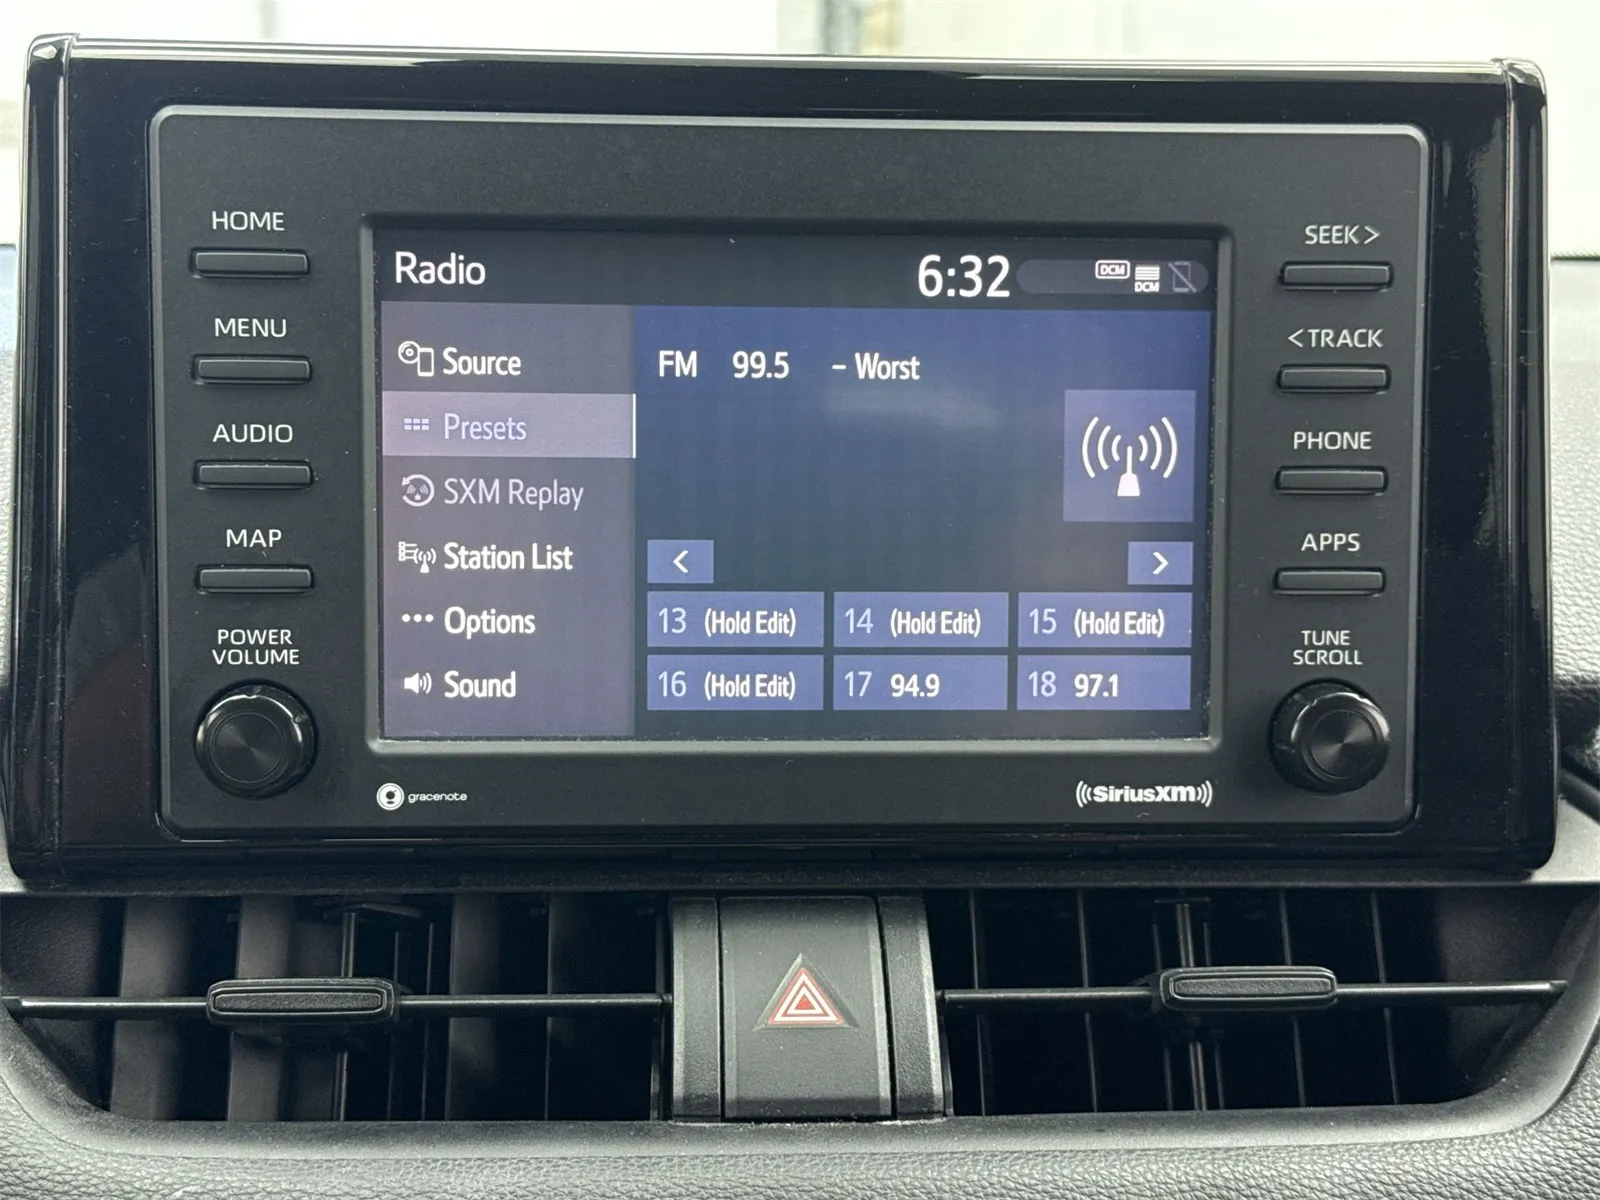 HOME
MENU
AUDIO
MAP
POWER
VOLUME
Radio
6:32
DCM
DCM
Source
Presets
SXM Replay
Station List
Options
Sound
FM 99.5 – Worst
<
>
13 (Hold Edit) 14 (Hold Edit) 15 (Hold Edit)
16 (Hold Edit) 17 94.9 18 97.1
SEEK>
<TRACK
PHONE
APPS
TUNE
SCROLL
gracenote
SiriusXM